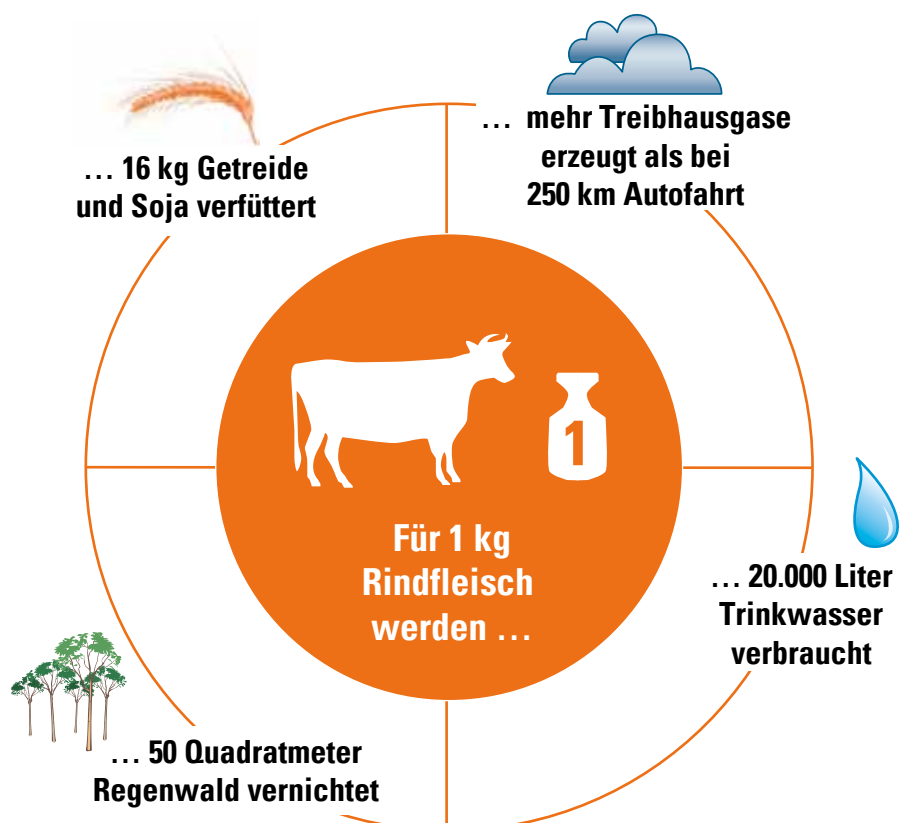 … 16 kg Getreide
und Soja verfüttert
… mehr Treibhausgase
erzeugt als bei
250 km Autofahrt
1
Für 1 kg
Rindfleisch
werden …
… 20.000 Liter
Trinkwasser
verbraucht
… 50 Quadratmeter
Regenwald vernichtet